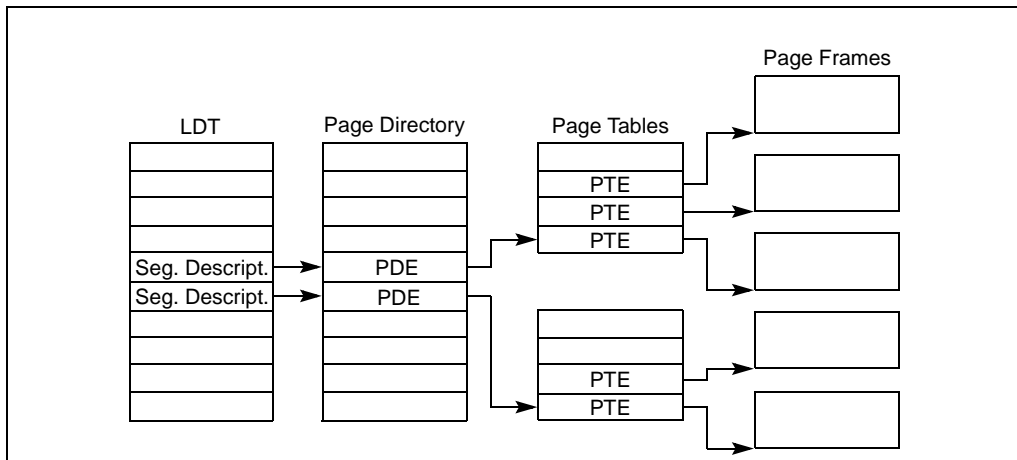 Page Frames
LDT
Page Directory
Page Tables
PTE
PTE
PTE
Seg. Descript.
PDE
Seg. Descript.
PDE
PTE
PTE